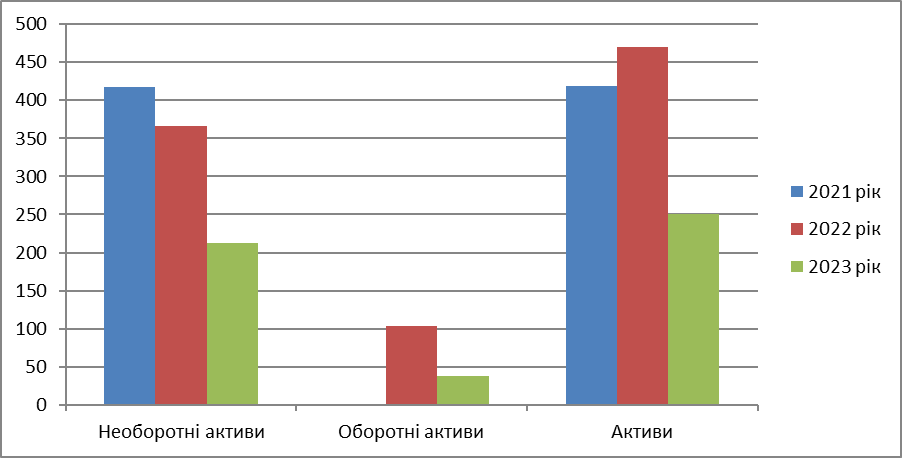 500
450
400
350
300
250
200
150
100
50
0
Необоротні активи
Оборотні активи
Активи
2021 рік
2022 рік
2023 рік